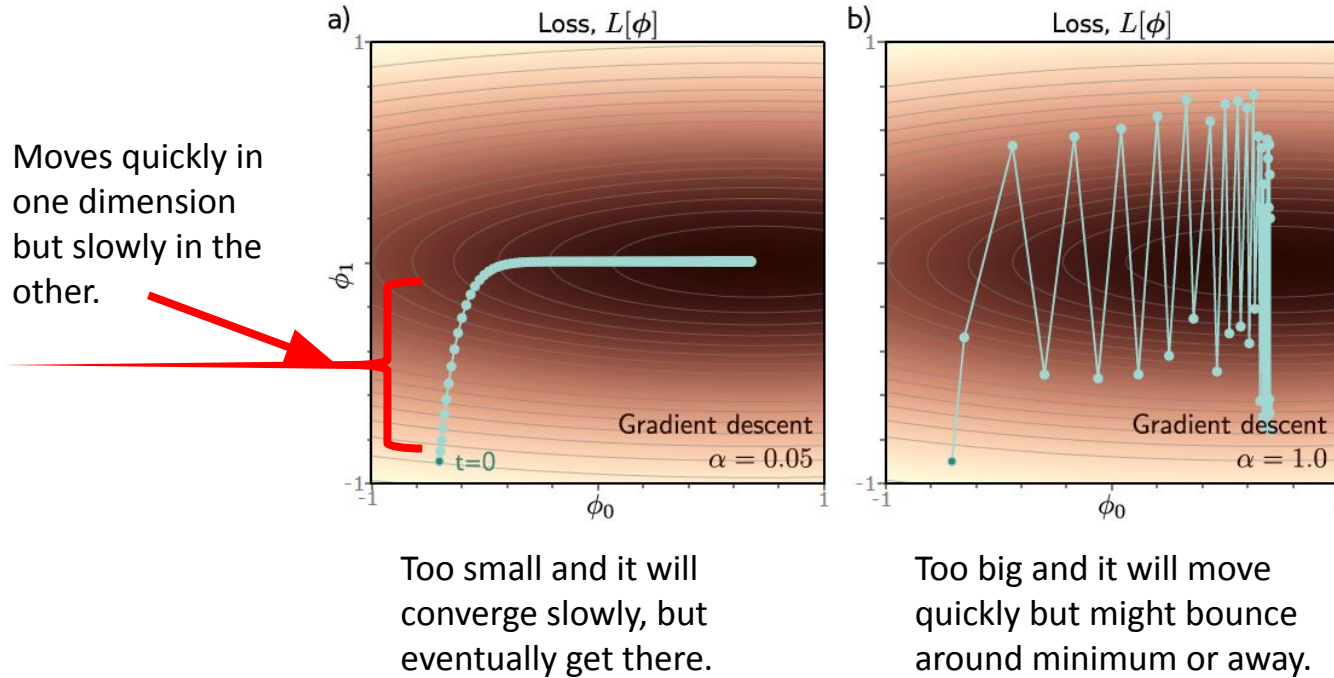 Moves quickly in
one dimension
but slowly in the
other.
a)
Loss, L[ϕ]
1
ϕ₁
t=0
Gradient descent
α = 0.05
-1
-1
ϕ₀
1
b)
Loss, L[ϕ]
1
Gradient descent
α = 1.0
-1
-1
ϕ₀
Too small and it will
converge slowly, but
eventually get there.
Too big and it will move
quickly but might bounce
around minimum or away.